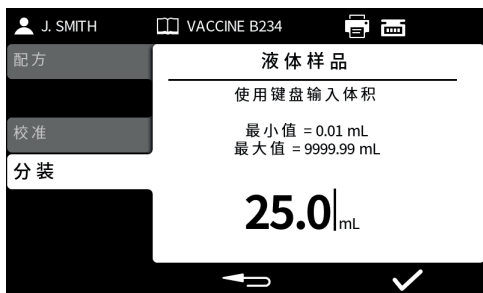 J. SMITH VACCINE B234
配方
校准
分装
液体样品
使用键盘输入体积
最小值 = 0.01 mL
最大值 = 9999.99 mL
25.0 mL